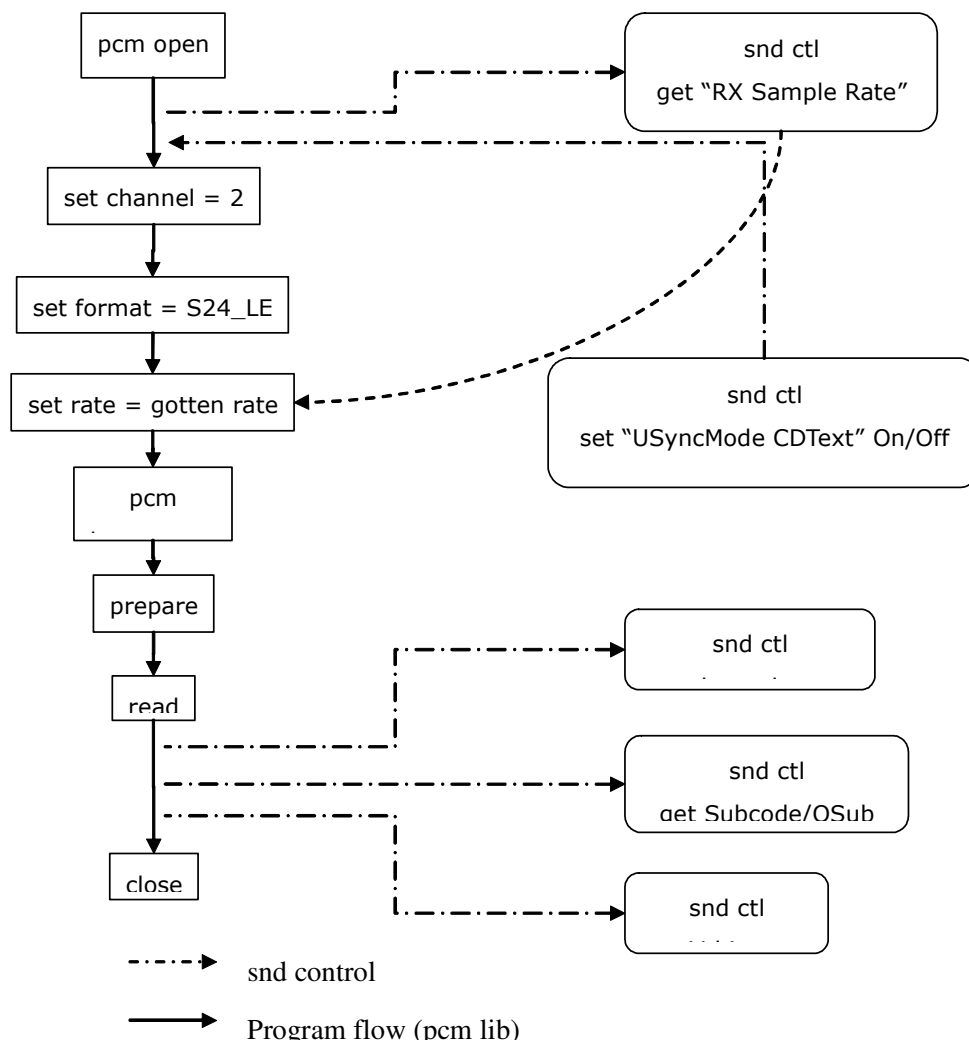 pcm open
snd ctl
get “RX Sample Rate”
set channel = 2
set format = S24_LE
set rate = gotten rate
snd ctl
set “USyncMode CDText” On/Off
pcm
prepare
read
snd ctl
snd ctl
get Subcode/QSub
close
snd ctl
snd control
Program flow (pcm lib)